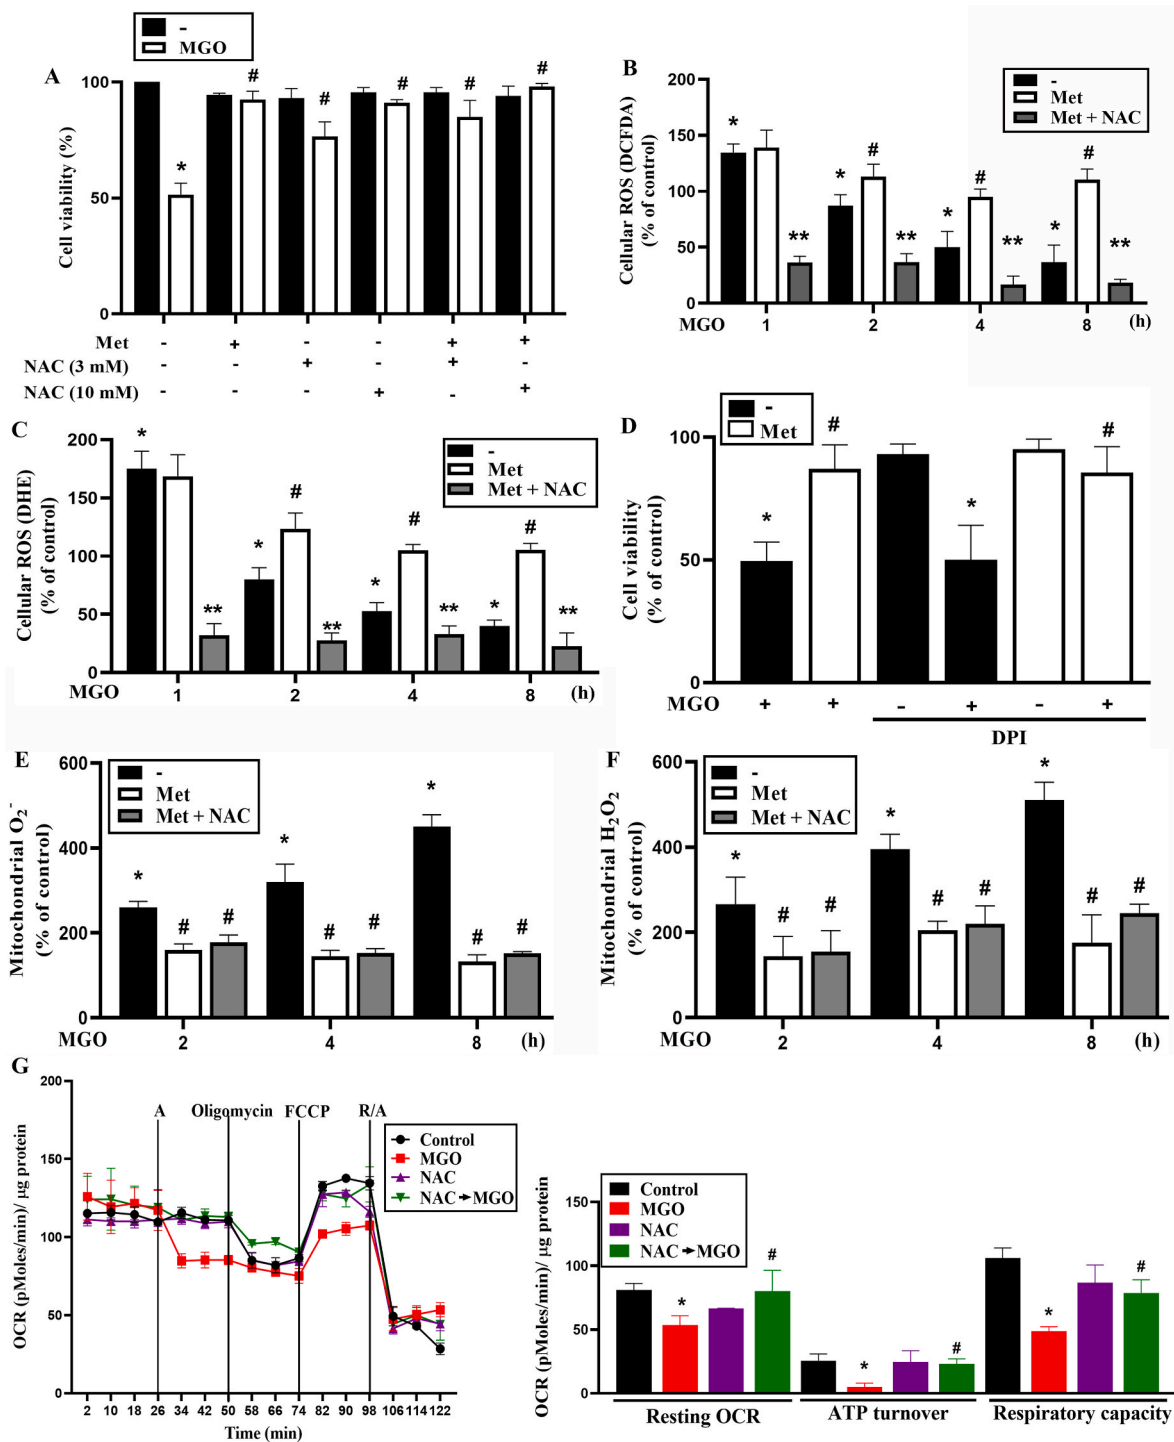 -
MGO
A
Cell viability (%)
100
50
0
*
#
#
#
#
#
Met - + - - + +
NAC (3 mM) - - + - + -
NAC (10 mM) - - - + - +
B
-
Met
Met + NAC
Cellular ROS (DCFDA)
(% of control)
200
150
100
50
0
* ** * # ** * # ** * # **
MGO 1 2 4 8 (h)
C
-
Met
Met + NAC
Cellular ROS (DHE)
(% of control)
200
150
100
50
0
* ** * # ** * # ** * # **
MGO 1 2 4 8 (h)
D
-
Met
Cell viability
(% of control)
100
50
0
* # * #
MGO + + - + - +
DPI
E
-
Met
Met + NAC
Mitochondrial O2-
(% of control)
600
400
200
0
* # # * # # * # #
MGO 2 4 8 (h)
F
-
Met
Met + NAC
Mitochondrial H2O2
(% of control)
600
400
200
0
* # # * # # * # #
MGO 2 4 8 (h)
G
OCR (pMoles/min)/ µg protein
200
150
100
50
0
A Oligomycin FCCP R/A
Control
MGO
NAC
NAC➔MGO
2 10 18 26 34 42 50 58 66 74 82 90 98 106 114 122
Time (min)
OCR (pMoles/min)/ µg protein
150
100
50
0
Control
MGO
NAC
NAC➔MGO
* # * # * #
Resting OCR ATP turnover Respiratory capacity